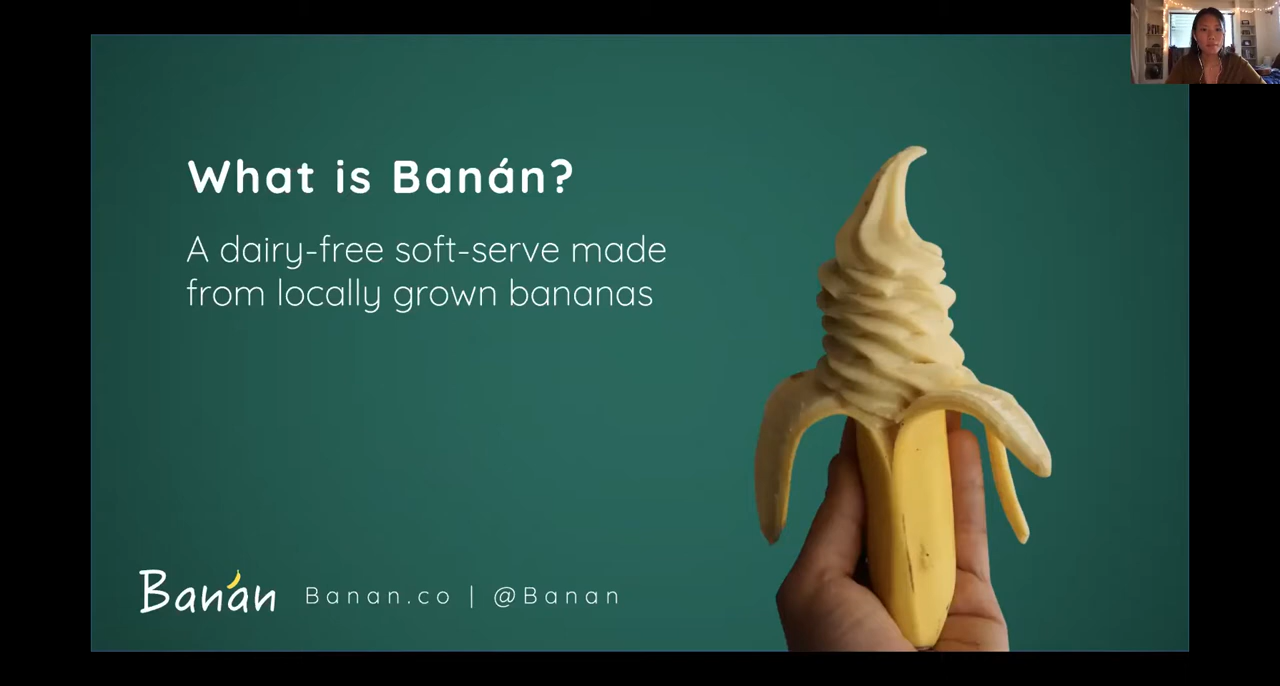 What is Banán?
A dairy-free soft-serve made
from locally grown bananas
Banán Banan.co | @Banan